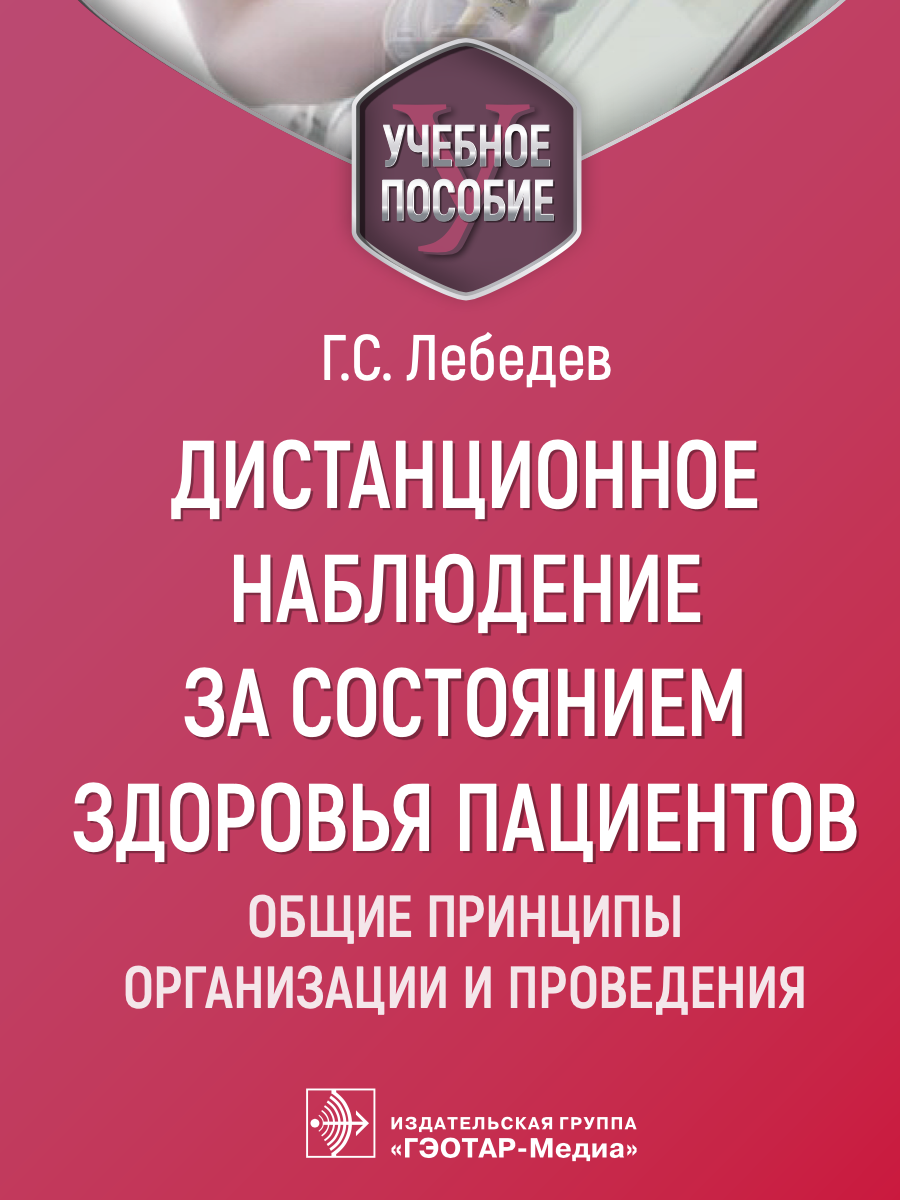 УЧЕБНОЕ
ПОСОБИЕ
Г.С. Лебедев
ДИСТАНЦИОННОЕ
НАБЛЮДЕНИЕ
ЗА СОСТОЯНИЕМ
ЗДОРОВЬЯ ПАЦИЕНТОВ
ОБЩИЕ ПРИНЦИПЫ
ОРГАНИЗАЦИИ И ПРОВЕДЕНИЯ
ИЗДАТЕЛЬСКАЯ ГРУППА
«ГЭОТАР-Медиа»